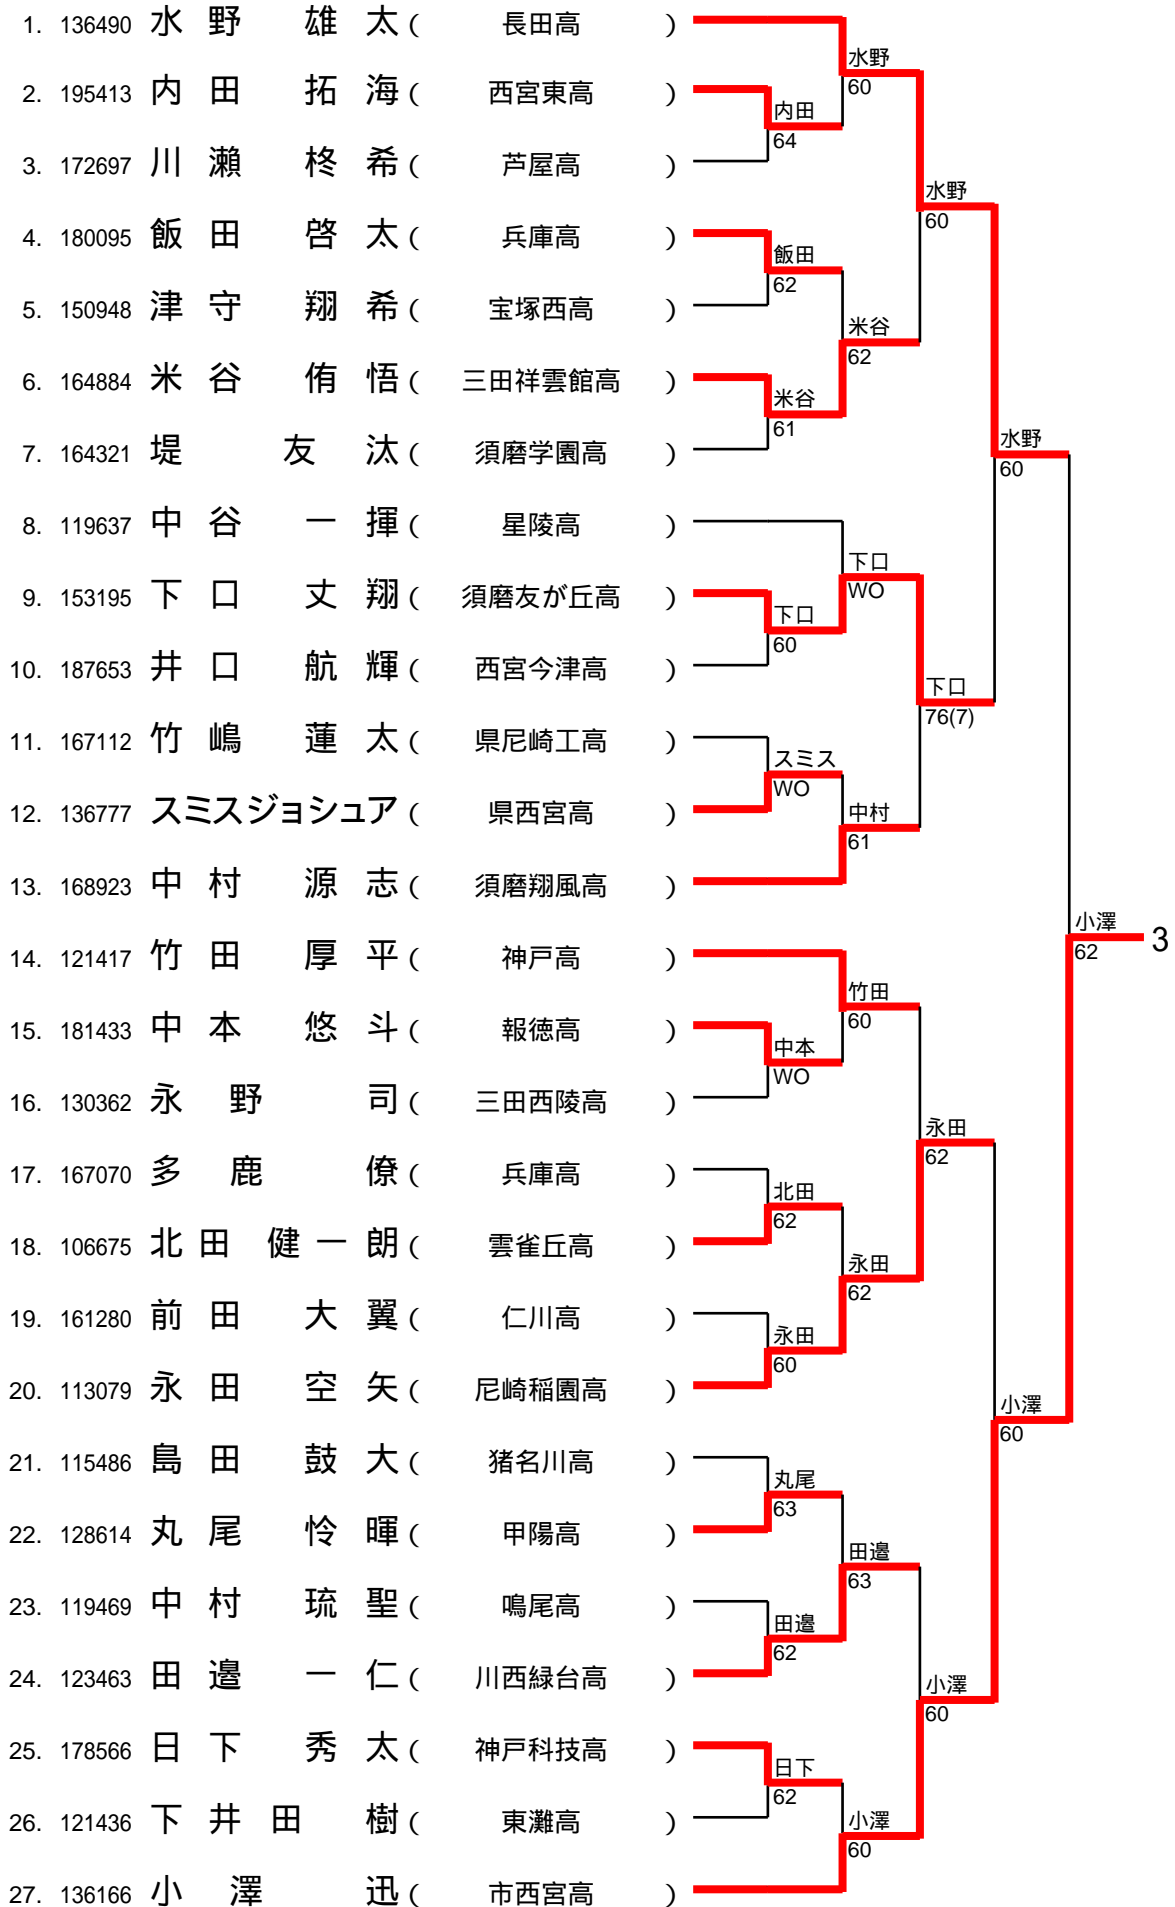 1. 136490 水野 雄太 ( 長田高 )
水野
60
2. 195413 内田 拓海 ( 西宮東高 )
内田
64
3. 172697 川瀨 柊希 ( 芦屋高 )
水野
60
4. 180095 飯田 啓太 ( 兵庫高 )
飯田
62
5. 150948 津守 翔希 ( 宝塚西高 )
米谷
62
6. 164884 米谷 侑悟 ( 三田祥雲館高 )
米谷
61
7. 164321 堤 友汰 ( 須磨学園高 )
水野
60
8. 119637 中谷 一揮 ( 星陵高 )
下口
WO
9. 153195 下口 丈翔 ( 須磨友が丘高 )
下口
60
10. 187653 井口 航輝 ( 西宮今津高 )
下口
76(7)
11. 167112 竹嶋 蓮太 ( 県尼崎工高 )
スミス
WO
12. 136777 スミスジョシュア ( 県西宮高 )
中村
61
13. 168923 中村 源志 ( 須磨翔風高 )
小澤
62
3
14. 121417 竹田 厚平 ( 神戸高 )
竹田
60
15. 181433 中本 悠斗 ( 報徳高 )
中本
WO
16. 130362 永野 司 ( 三田西陵高 )
永田
62
17. 167070 多鹿 僚 ( 兵庫高 )
北田
62
18. 106675 北田 健一朗 ( 雲雀丘高 )
永田
62
19. 161280 前田 大翼 ( 仁川高 )
永田
60
20. 113079 永田 空矢 ( 尼崎稲園高 )
小澤
60
21. 115486 島田 鼓大 ( 猪名川高 )
丸尾
63
22. 128614 丸尾 怜暉 ( 甲陽高 )
田邉
63
23. 119469 中村 琉聖 ( 鳴尾高 )
田邉
62
24. 123463 田邉 一仁 ( 川西緑台高 )
小澤
60
25. 178566 日下 秀太 ( 神戸科技高 )
日下
62
26. 121436 下井田 樹 ( 東灘高 )
小澤
60
27. 136166 小澤 迅 ( 市西宮高 )